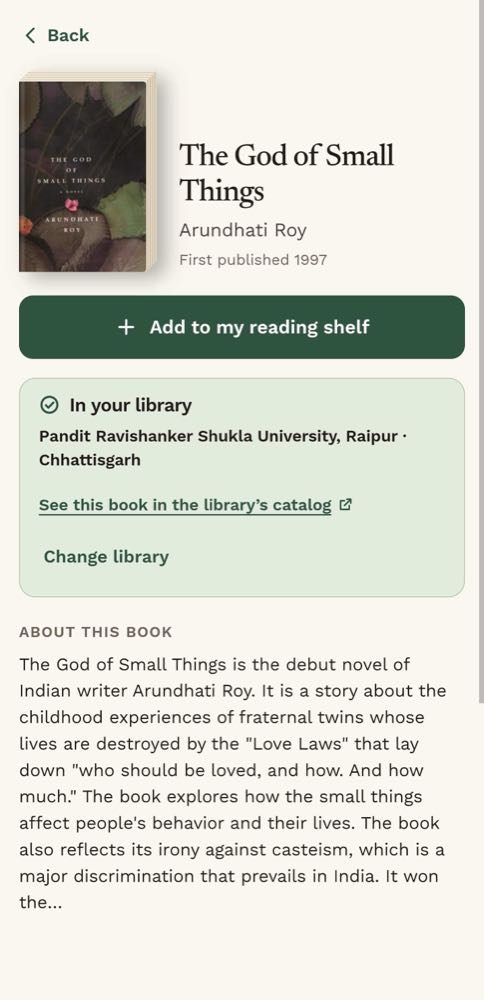 Back
THE GOD
OF
SMALL THINGS
A NOVEL
ARUNDHATI
ROY
The God of Small
Things
Arundhati Roy
First published 1997
+ Add to my reading shelf
In your library
Pandit Ravishanker Shukla University, Raipur ·
Chhattisgarh
See this book in the library’s catalog
Change library
ABOUT THIS BOOK
The God of Small Things is the debut novel of
Indian writer Arundhati Roy. It is a story about the
childhood experiences of fraternal twins whose
lives are destroyed by the "Love Laws" that lay
down "who should be loved, and how. And how
much." The book explores how the small things
affect people's behavior and their lives. The book
also reflects its irony against casteism, which is a
major discrimination that prevails in India. It won
the...